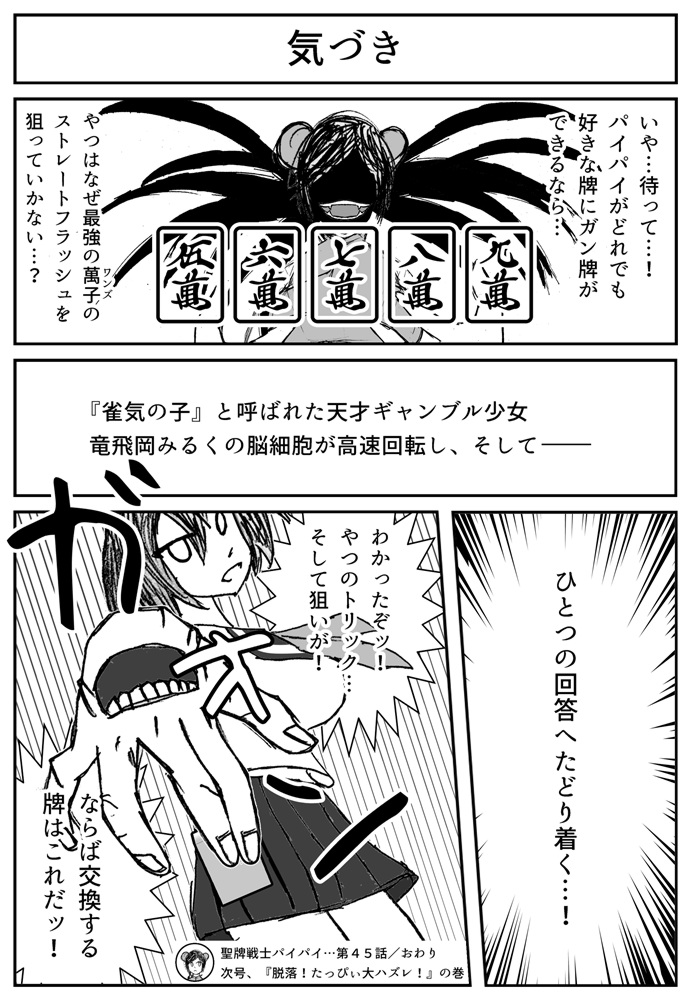 気づき
いや…待って…！
パイパイがどれでも
好きな牌にガン牌が
できるなら…
伍萬
六萬
七萬
八萬
九萬
やつはなぜ最強の萬子の
ワンズ
ストレートフラッシュを
狙っていかない…？
『雀気の子』と呼ばれた天才ギャンブル少女
竜飛岡みるくの脳細胞が高速回転し、そして――
ひとつの回答へたどり着く…！
わかったぞッ！
やつのトリック…
そして狙いが！
ガオン
ならば交換する
牌はこれだッ！
聖牌戦士パイパイ…第４５話／おわり
次号、『脱落！たっぴぃ大ハズレ！』の巻